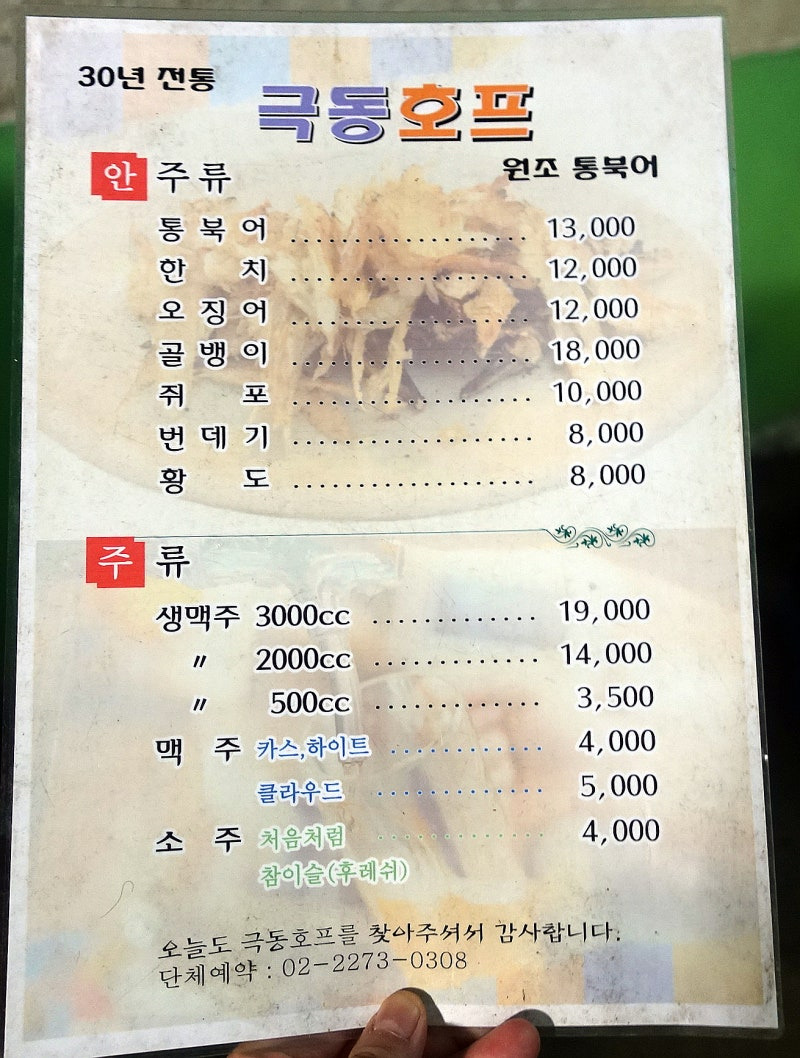 30년 전통
극동호프
안주류
원조 통북어
통북어 .......................... 13,000
한치 .......................... 12,000
오징어 .......................... 12,000
골뱅이 .......................... 18,000
쥐포 .......................... 10,000
번데기 .......................... 8,000
황도 .......................... 8,000
주류
생맥주 3000cc ............. 19,000
〃 2000cc ............. 14,000
〃 500cc ............. 3,500
맥주 카스,하이트 ............ 4,000
클라우드 ............. 5,000
소주 처음처럼 ............. 4,000
참이슬(후레쉬)
오늘도 극동호프를 찾아주셔서 감사합니다.
단체예약 : 02-2273-0308